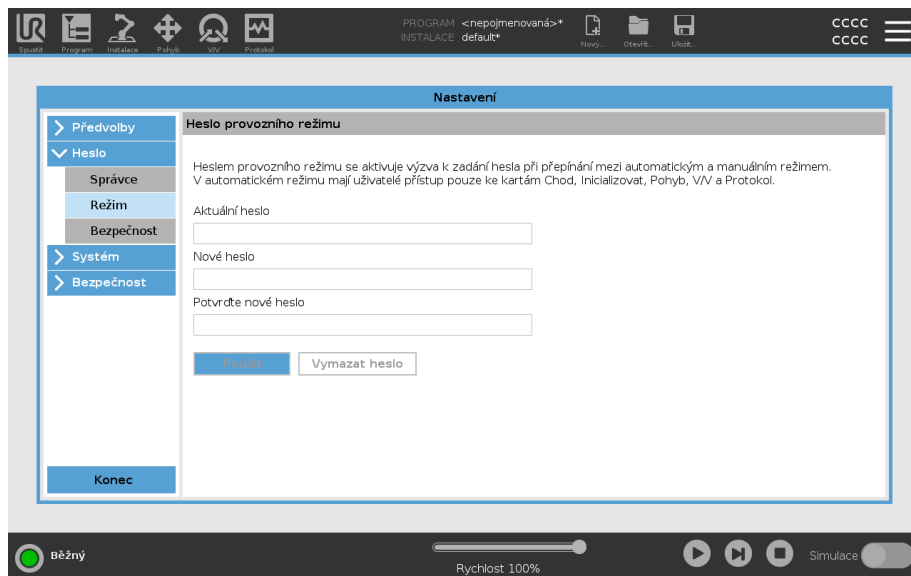 PROGRAM <nepojmenovaná>*
INSTALACE default*
CCCC
CCCC
Spustit Program Instalace Pohyb V/V Protokol
Nový... Otevřít... Uložit...
Nastavení
Předvolby
Heslo
Správce
Režim
Bezpečnost
Systém
Bezpečnost
Konec
Heslo provozního režimu
Heslem provozního režimu se aktivuje výzva k zadání hesla při přepínání mezi automatickým a manuálním režimem.
V automatickém režimu mají uživatelé přístup pouze ke kartám Chod, Inicializovat, Pohyb, V/V a Protokol.
Aktuální heslo
Nové heslo
Potvrďte nové heslo
Použít Vymazat heslo
Běžný
Rychlost 100%
Simulace